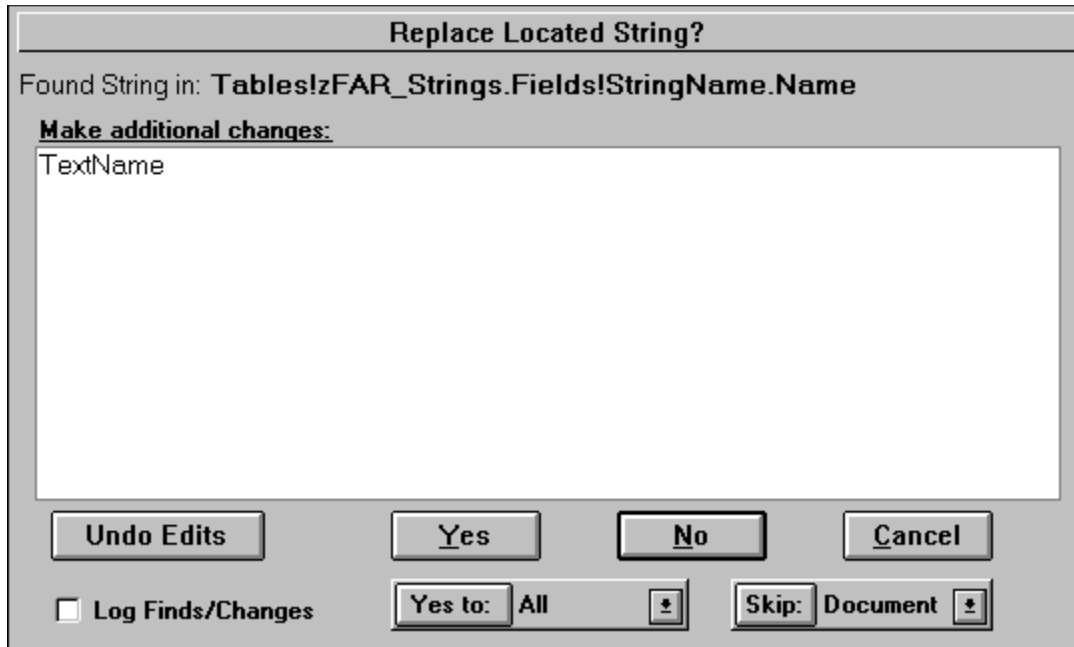 Replace Located String?
Found String in: Tables!zFAR_Strings.Fields!StringName.Name
Make additional changes:
TextName
Undo Edits Yes No Cancel
Log Finds/Changes Yes to: All Skip: Document